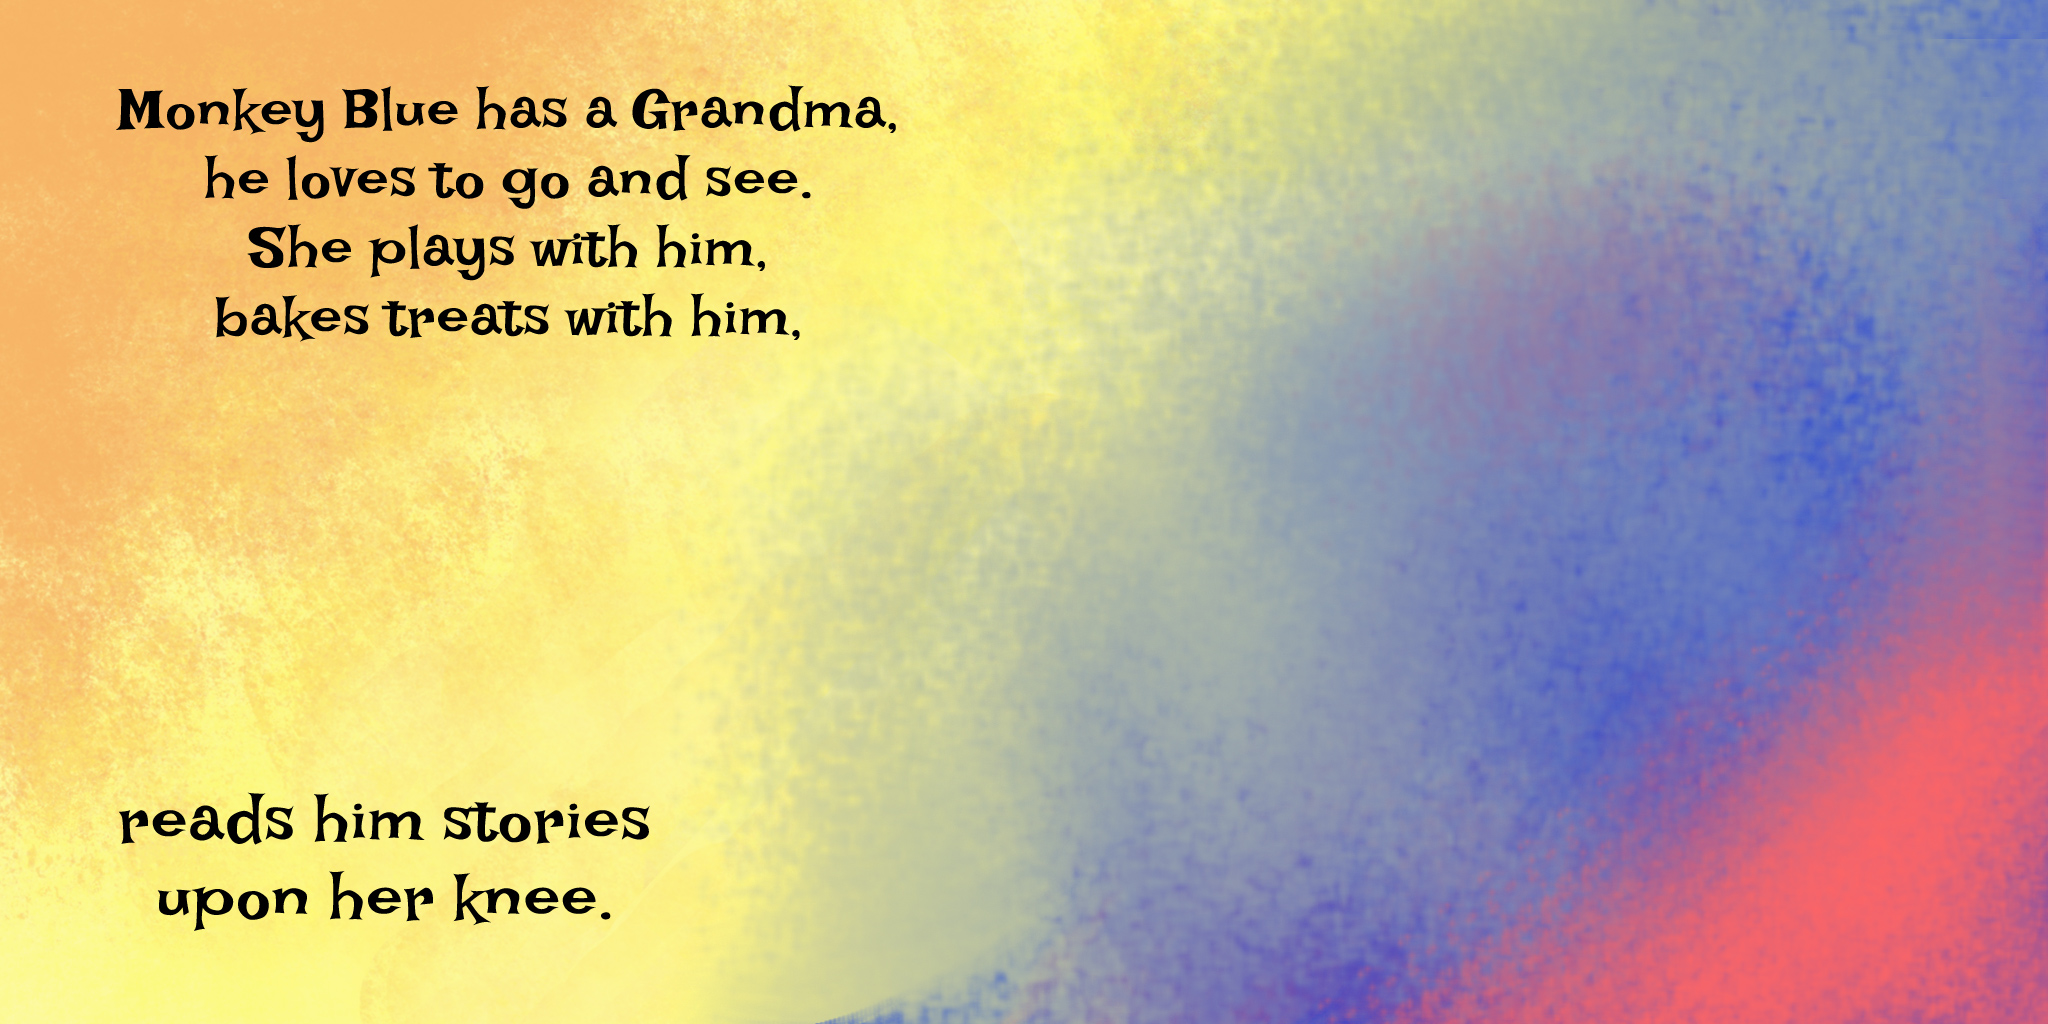 Monkey Blue has a Grandma,
he loves to go and see.
She plays with him,
bakes treats with him,
reads him stories
upon her knee.